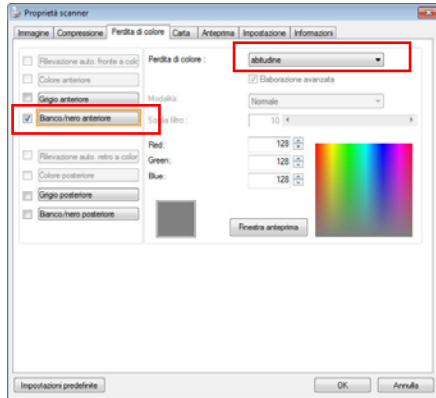 Proprietà scanner
Immagine Compressione Perdita di colore Carta Anteprima Impostazione Informazioni
Rilevazione auto. fronte a colo
Colore anteriore
Grigio anteriore
Bianco/nero anteriore
Rilevazione auto. retro a color
Colore posteriore
Grigio posteriore
Bianco/nero posteriore
Perdita di colore : abitudine
Elaborazione avanzata
Modalità: Normale
Soglia filtro : 10
Red: 128
Green: 128
Blue: 128
Finestra anteprima
Impostazioni predefinite OK Annulla